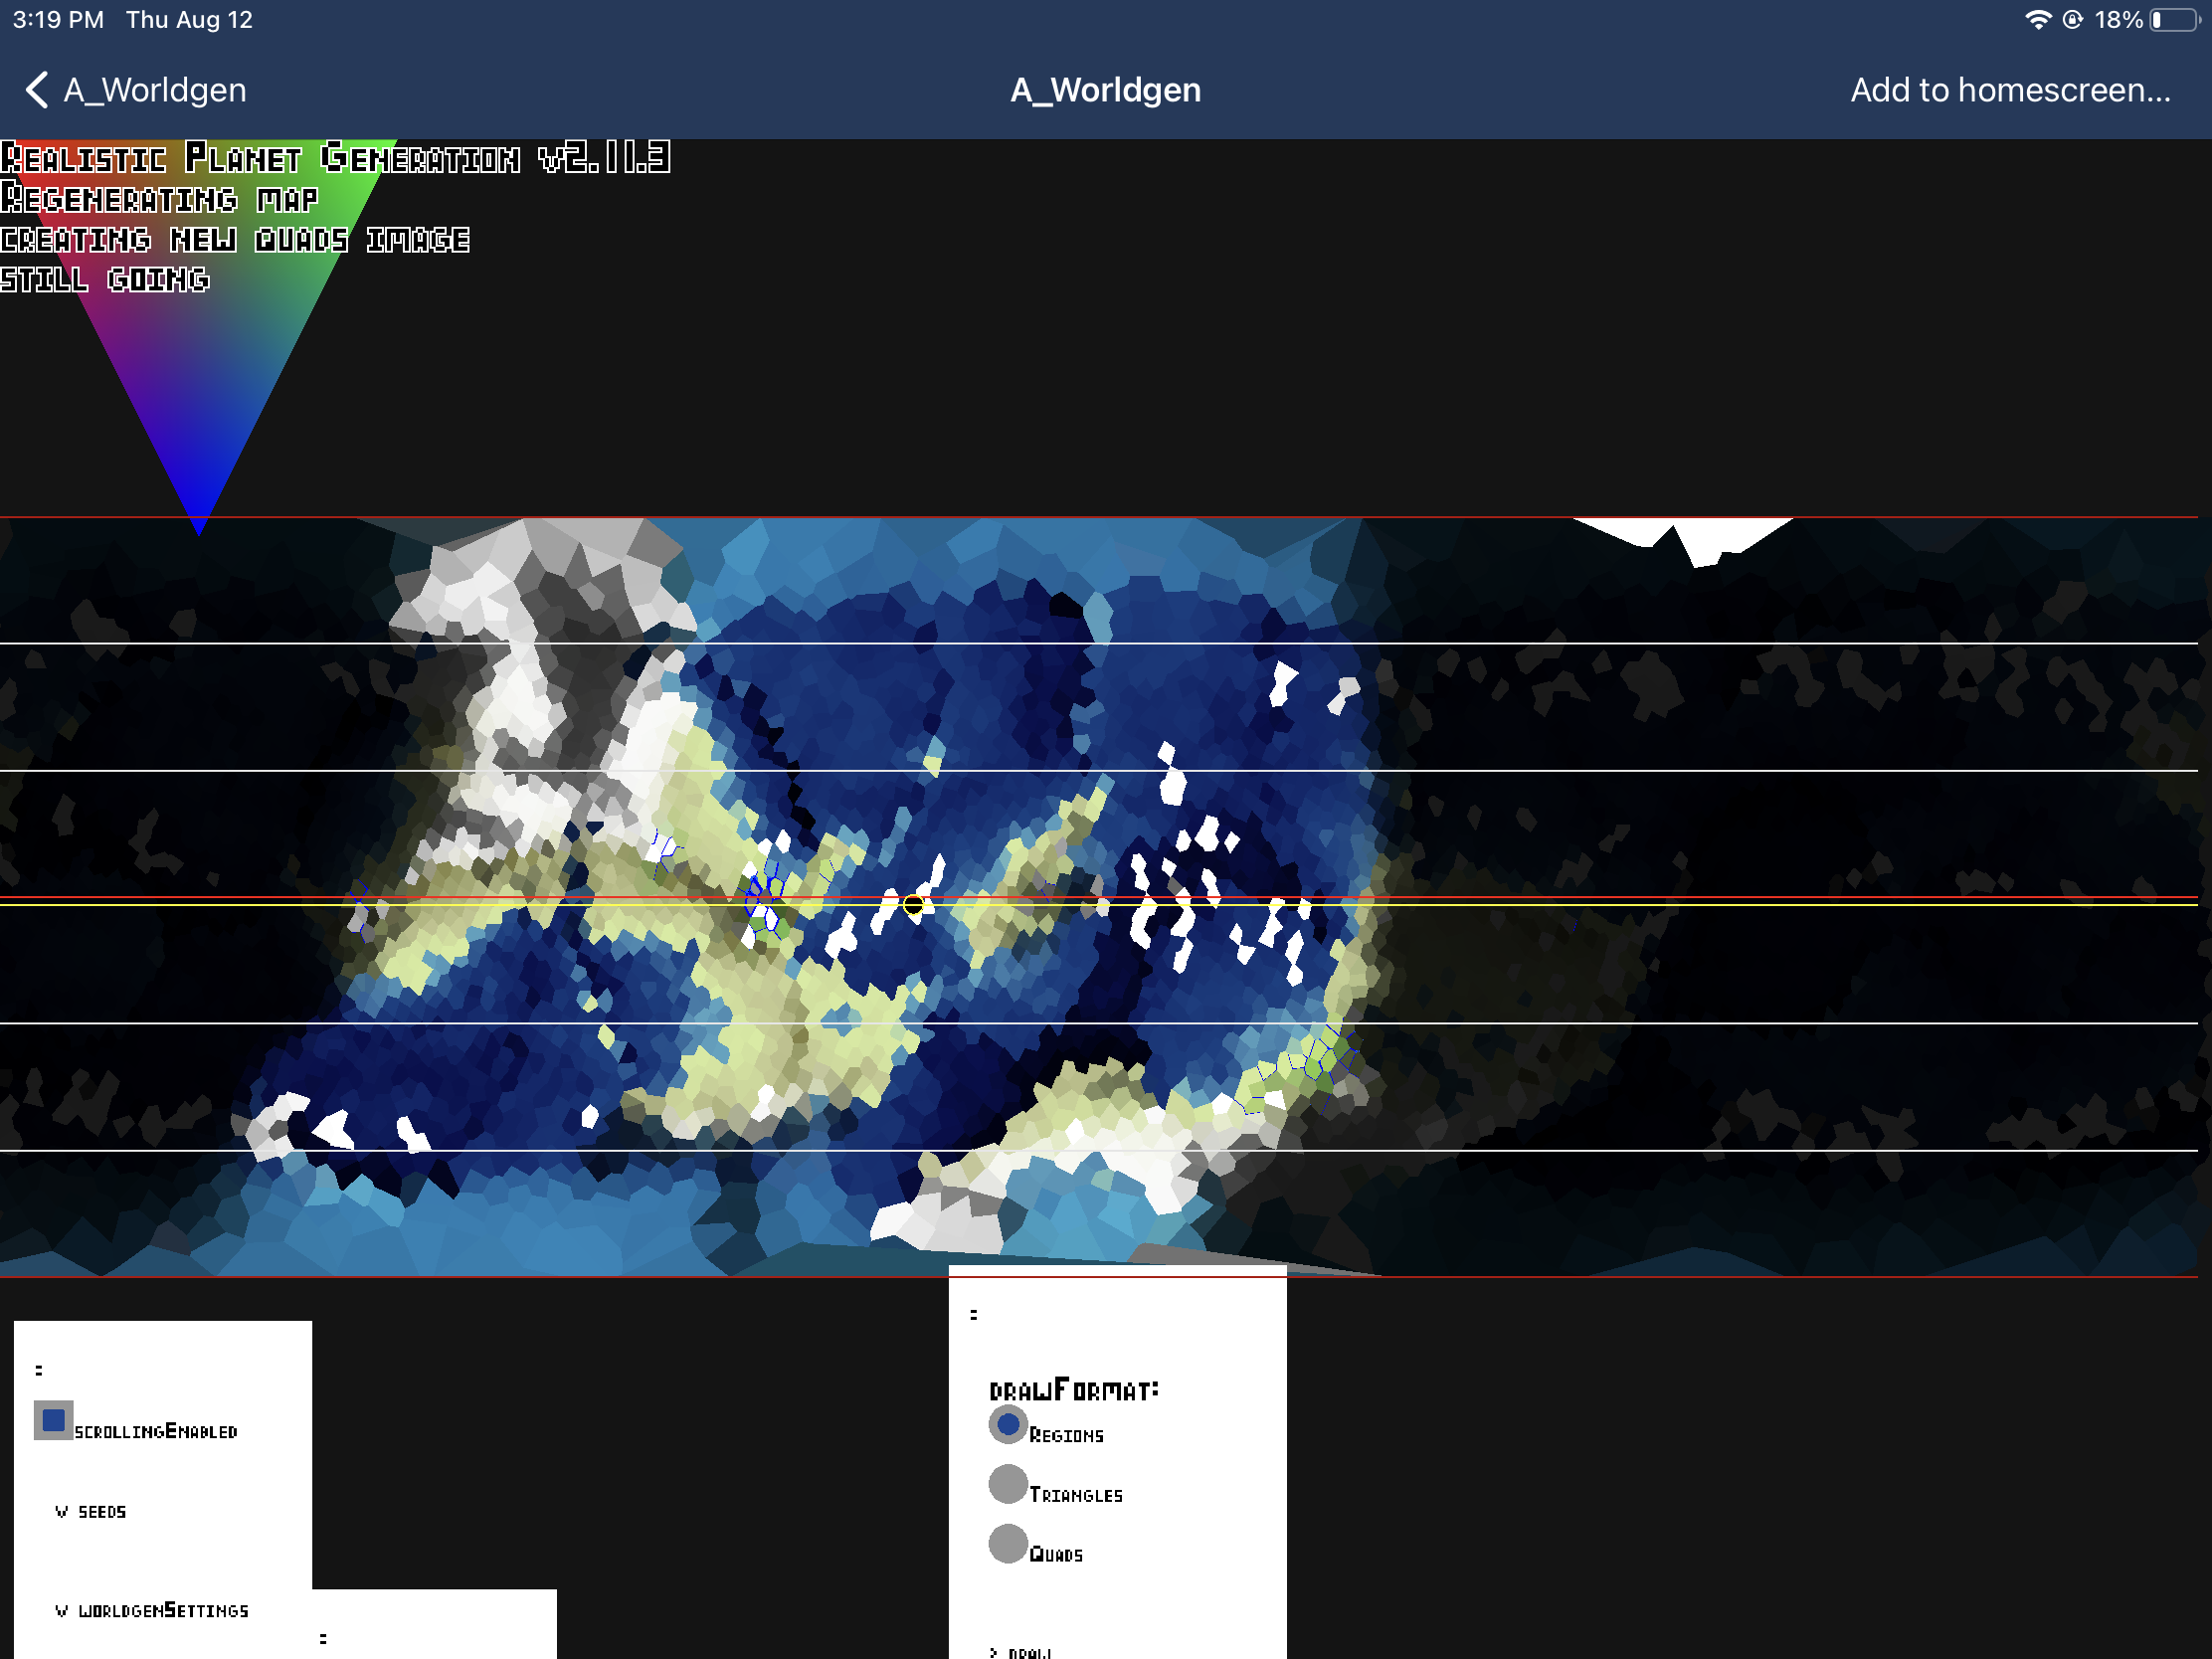 3:19 PM Thu Aug 12
18%
A_Worldgen
A_Worldgen
Add to homescreen...
Realistic Planet Generation v2.11.3
Regenerating map
creating new quads image
still going
=
scrollingEnabled
v seeds
v worldgenSettings
=
=
drawFormat:
Regions
Triangles
Quads
> draw